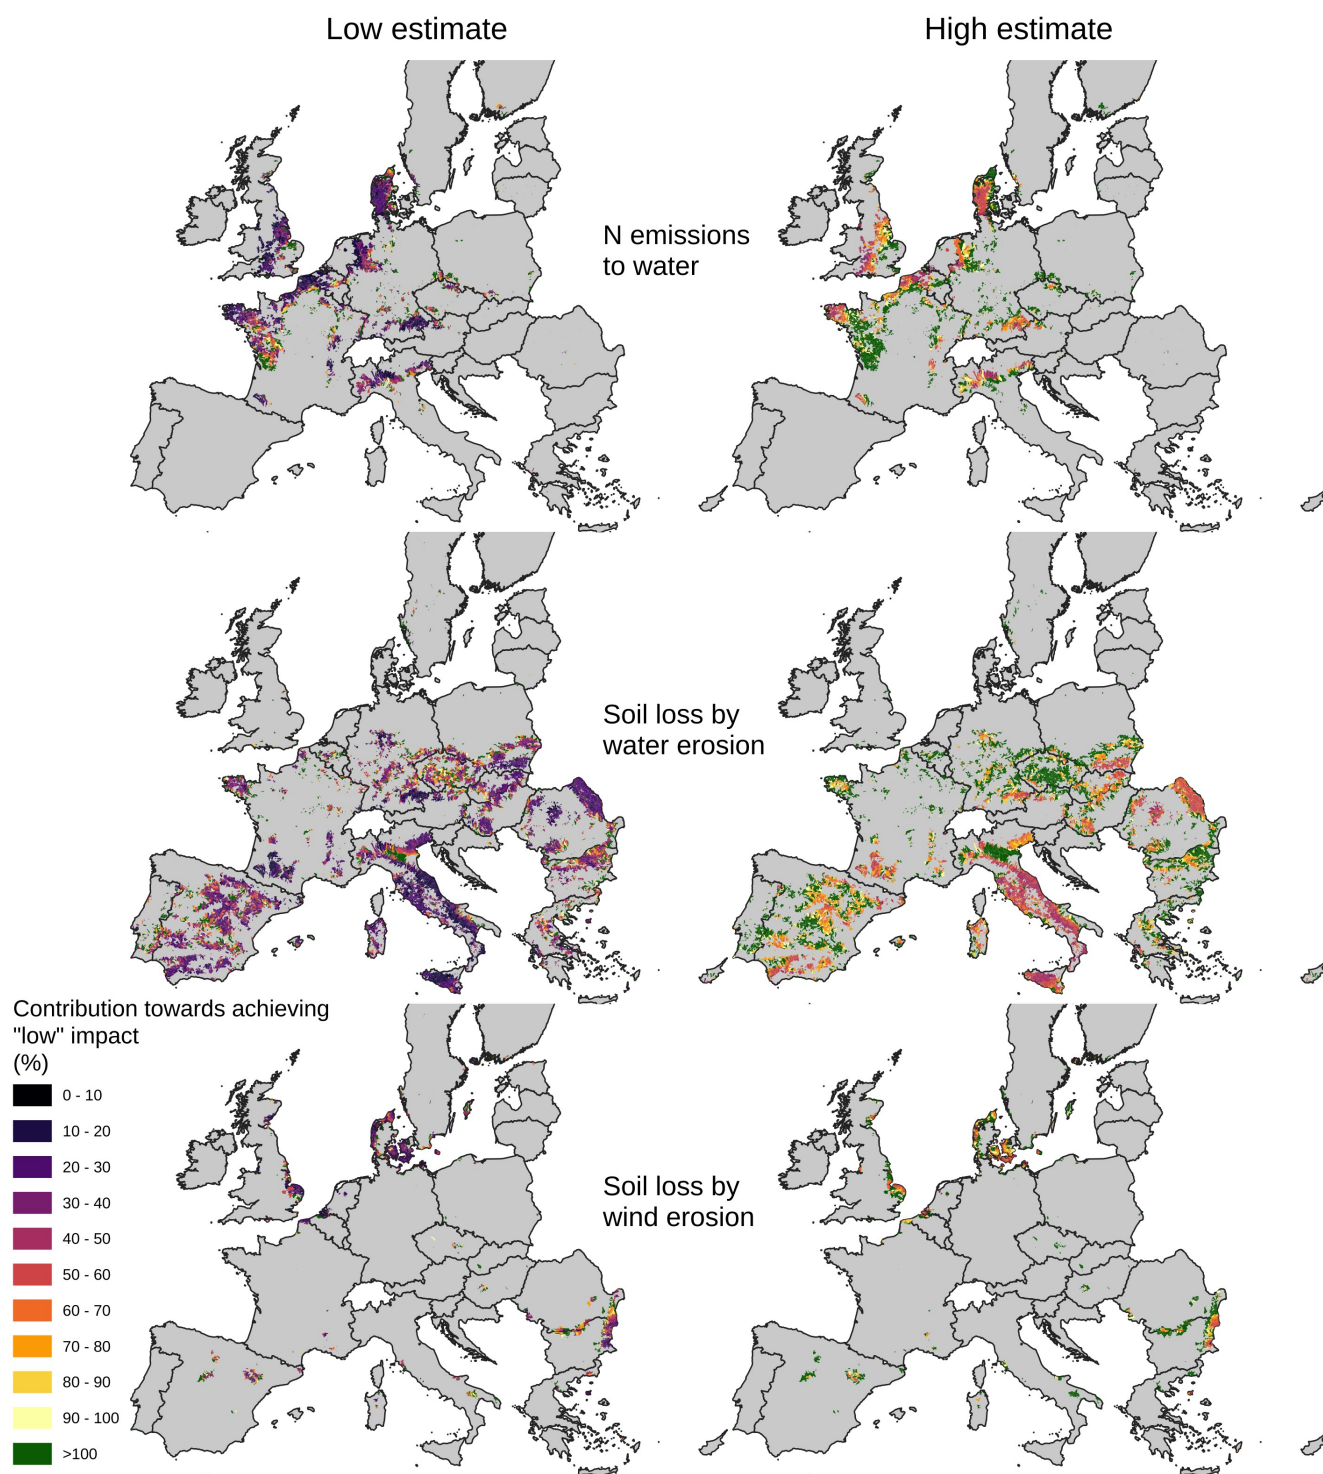 Low estimate
High estimate
N emissions
to water
Soil loss by
water erosion
Contribution towards achieving
"low" impact
(%)
0 - 10
10 - 20
20 - 30
30 - 40
40 - 50
50 - 60
60 - 70
70 - 80
80 - 90
90 - 100
>100
Soil loss by
wind erosion